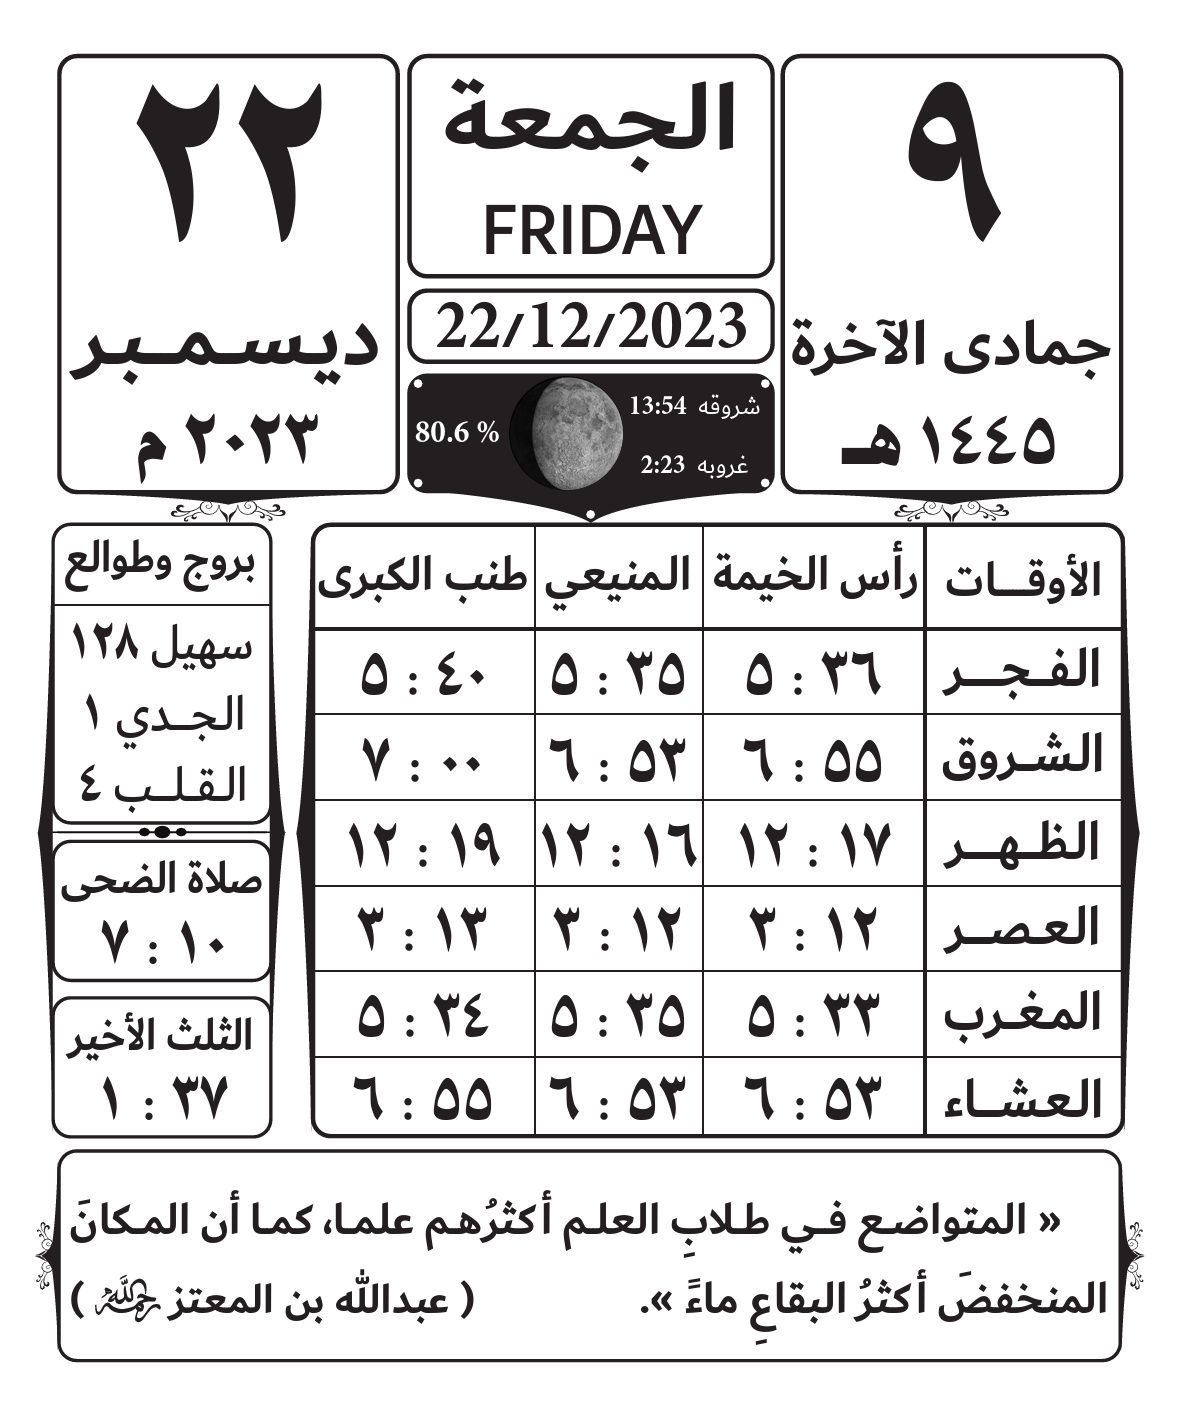 ٩
جمادى الآخرة
١٤٤٥ هـ
الجمعة
FRIDAY
22/12/2023
شروقه 13:54
غروبه 2:23
80.6 %
٢٢
ديسمبر
٢٠٢٣ م
الأوقات رأس الخيمة المنيعي طنب الكبرى
الفجر ٥ : ٣٦ ٥ : ٣٥ ٥ : ٤٠
الشروق ٦ : ٥٥ ٦ : ٥٣ ٧ : ٠٠
الظهر ١٢ : ١٧ ١٢ : ١٦ ١٢ : ١٩
العصر ٣ : ١٢ ٣ : ١٢ ٣ : ١٣
المغرب ٥ : ٣٣ ٥ : ٣٥ ٥ : ٣٤
العشاء ٦ : ٥٣ ٦ : ٥٣ ٦ : ٥٥
بروج وطوالع
سهيل ١٢٨
الجدي ١
القلب ٤
صلاة الضحى
٧ : ١٠
الثلث الأخير
١ : ٣٧
« المتواضع في طلابِ العلم أكثرُهم علما، كما أن المكانَ
المنخفضَ أكثرُ البقاعِ ماءً ». ( عبدالله بن المعتز رحمه الله )